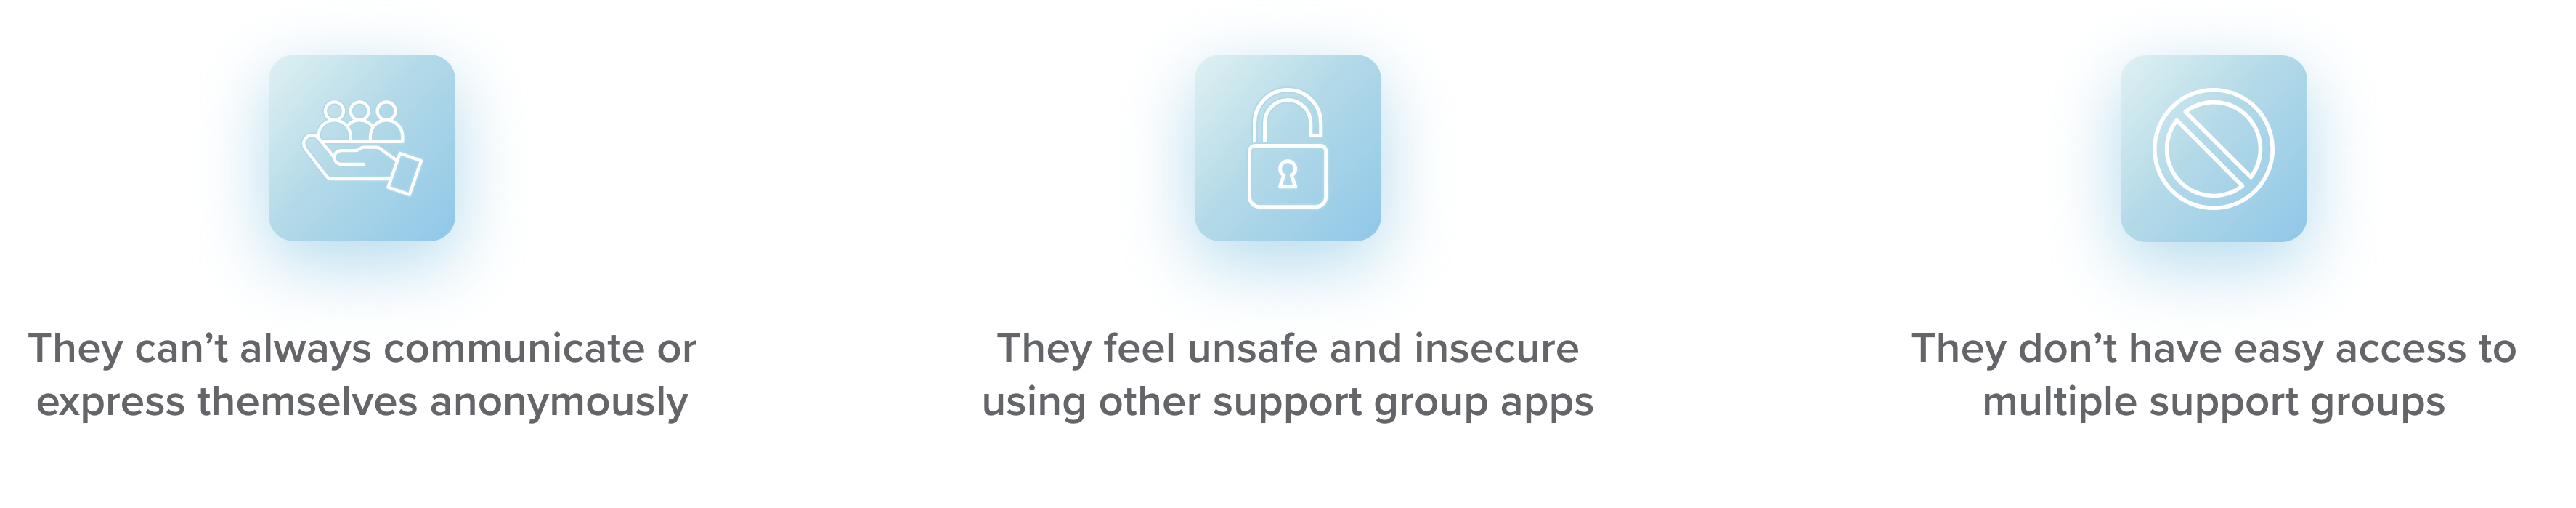 They can’t always communicate or
express themselves anonymously
They feel unsafe and insecure
using other support group apps
They don’t have easy access to
multiple support groups